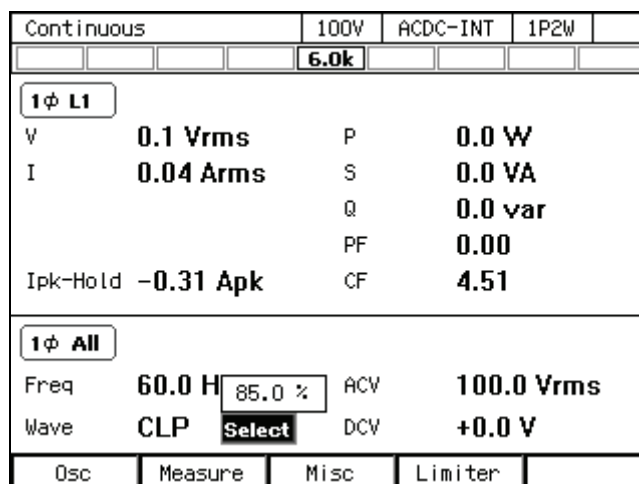 Continuous 100V ACDC-INT 1P2W
6.0k
1φ L1
V 0.1 Vrms P 0.0 W
I 0.04 Arms S 0.0 VA
Q 0.0 var
PF 0.00
Ipk-Hold -0.31 Apk CF 4.51
1φ All
Freq 60.0 H 85.0 % ACV 100.0 Vrms
Wave CLP Select DCV +0.0 V
Osc Measure Misc Limiter